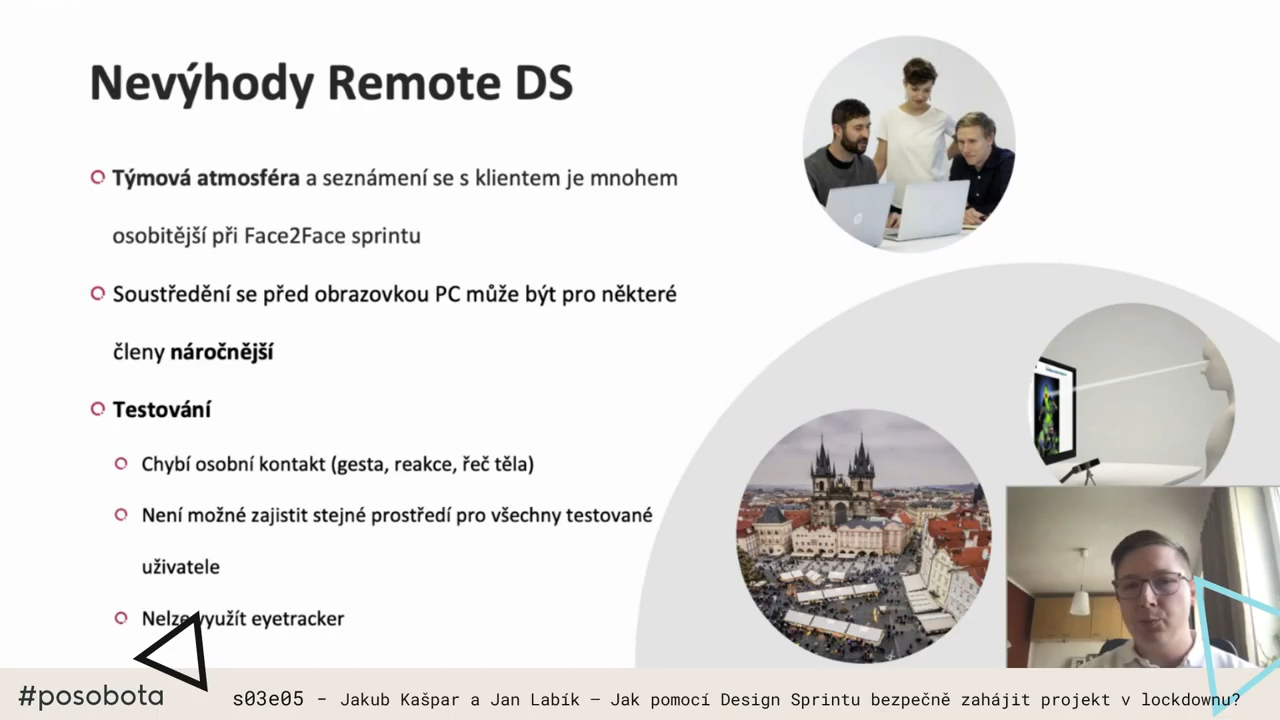 Nevýhody Remote DS
Týmová atmosféra a seznámení se s klientem je mnohem
osobitější při Face2Face sprintu
Soustředění se před obrazovkou PC může být pro některé
členy náročnější
Testování
Chybí osobní kontakt (gesta, reakce, řeč těla)
Není možné zajistit stejné prostředí pro všechny testované
uživatele
Nelze využít eyetracker
#posobota
s03e05 – Jakub Kašpar a Jan Labík – Jak pomocí Design Sprintu bezpečně zahájit projekt v lockdownu?